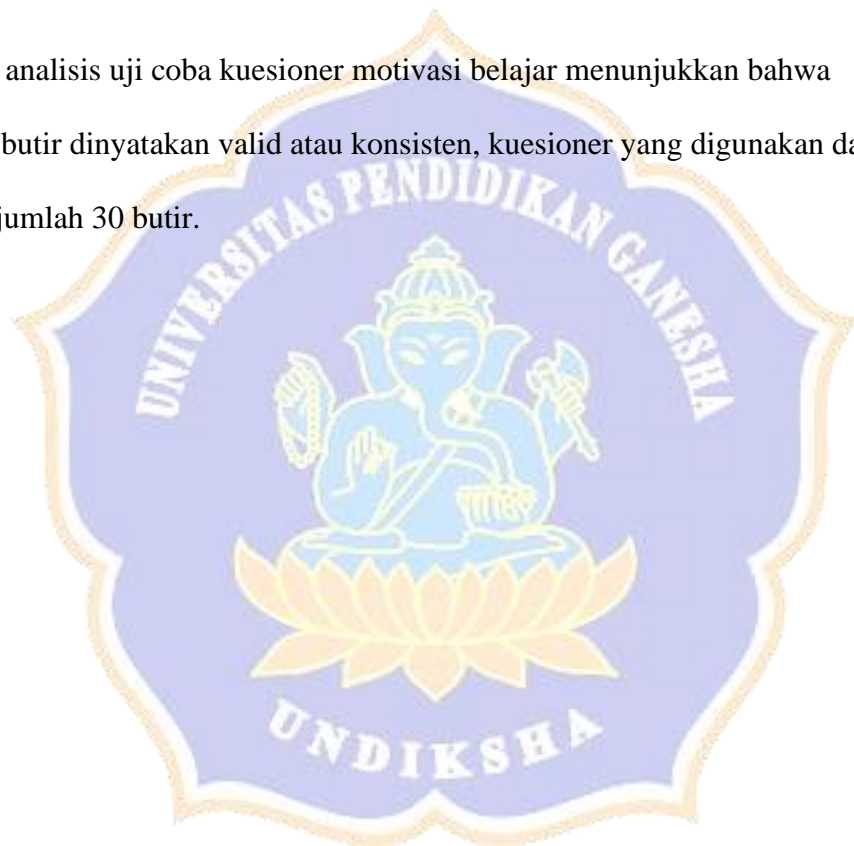 analisis uji coba kuesioner motivasi belajar menunjukkan bahwa
butir dinyatakan valid atau konsisten, kuesioner yang digunakan da
jumlah 30 butir.
UNIVERSITAS PENDIDIKAN GANESHA
UNDIKSHA